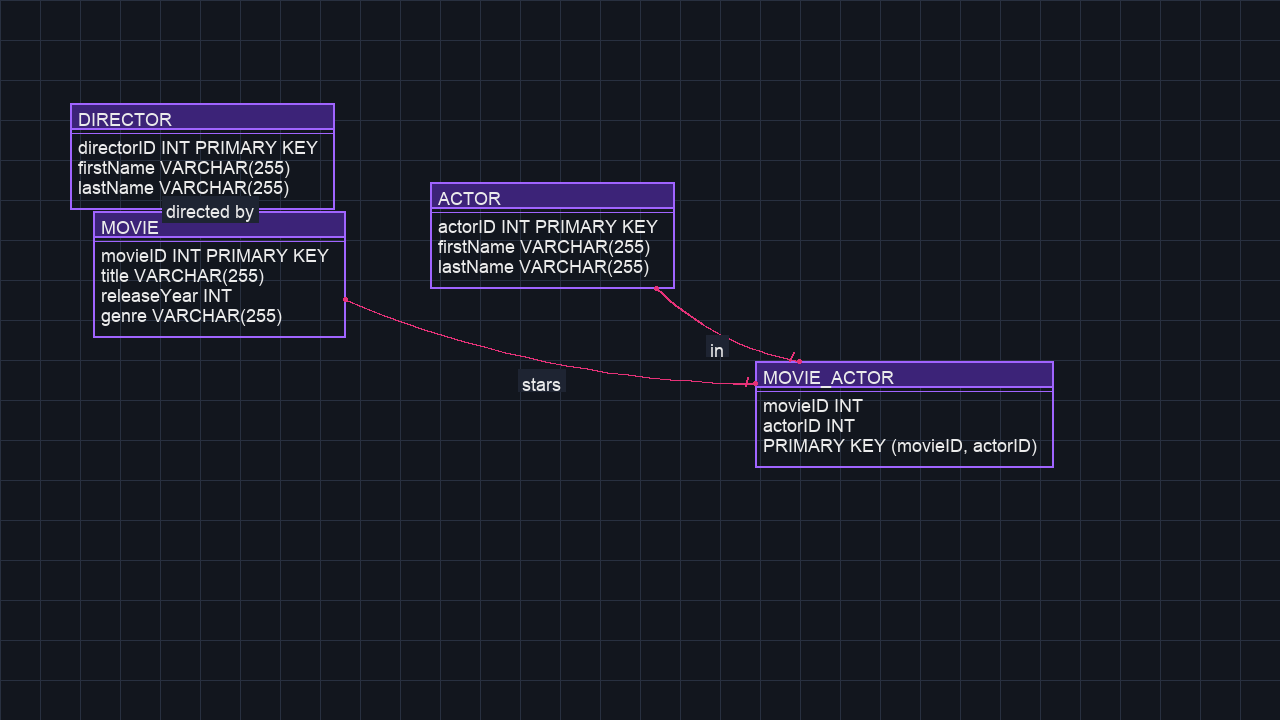 DIRECTOR
directorID INT PRIMARY KEY
firstName VARCHAR(255)
lastName VARCHAR(255)
directed by
MOVIE
movieID INT PRIMARY KEY
title VARCHAR(255)
releaseYear INT
genre VARCHAR(255)
ACTOR
actorID INT PRIMARY KEY
firstName VARCHAR(255)
lastName VARCHAR(255)
in
stars
MOVIE_ACTOR
movieID INT
actorID INT
PRIMARY KEY (movieID, actorID)